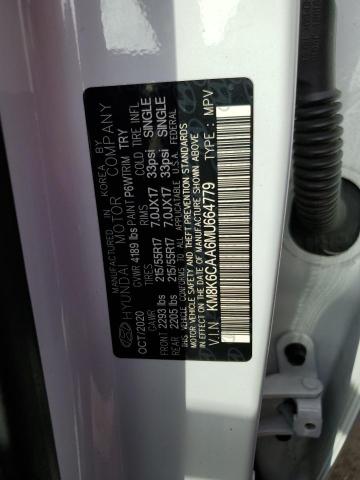 MANUFACTURED IN KOREA BY
HYUNDAI MOTOR COMPANY
OCT/2020 GVWR 4189 lbs PAINT P6W TRIM TRY
GAWR TIRES RIMS COLD TIRE INFL.
FRONT 2293 lbs 215/55R17 7.0JX17 33psi SINGLE
REAR 2205 lbs 215/55R17 7.0JX17 33psi SINGLE
THIS VEHICLE CONFORMS TO ALL APPLICABLE U.S.A. FEDERAL
MOTOR VEHICLE SAFETY AND THEFT PREVENTION STANDARDS
IN EFFECT ON THE DATE OF MANUFACTURE SHOWN ABOVE.
V.I.N: KM8K6CAA6MU664779 TYPE: MPV